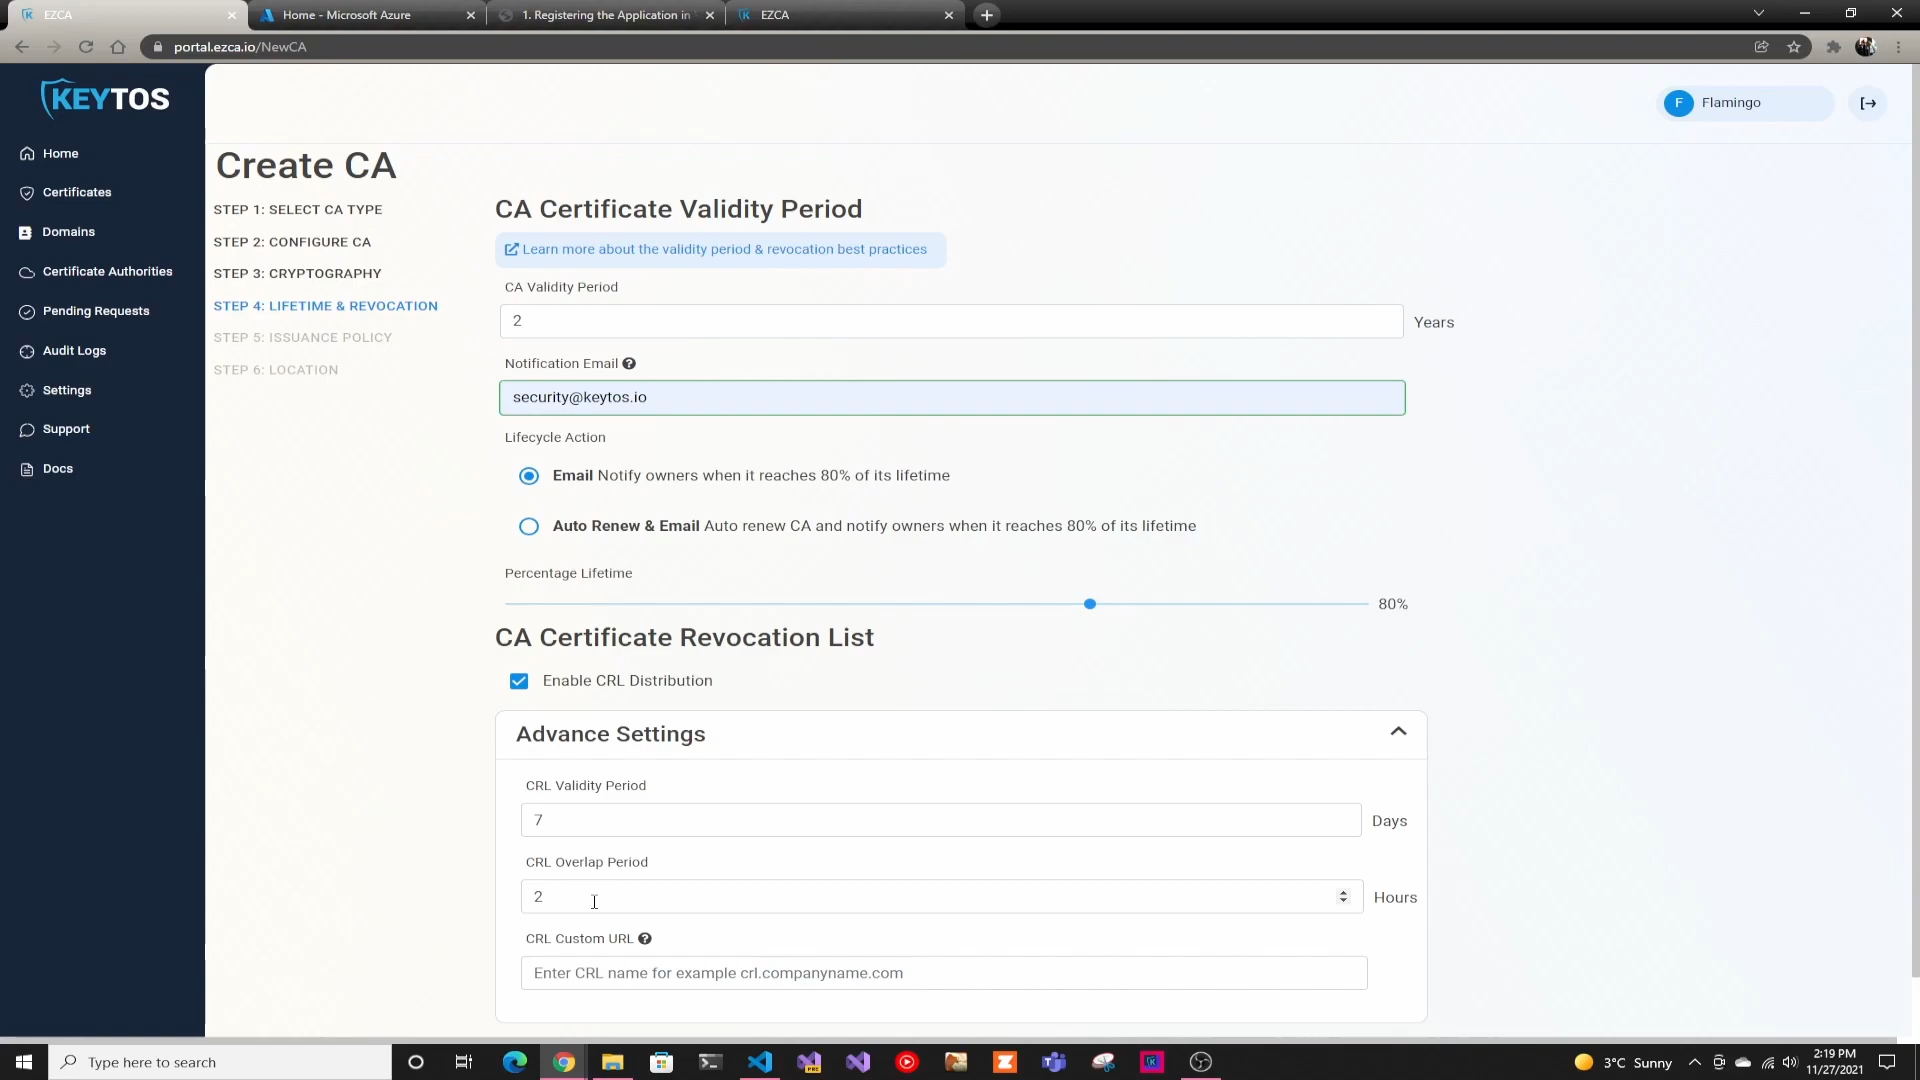 EZCA
Home - Microsoft Azure
1. Registering the Application in
EZCA
portal.ezca.io/NewCA
KEYTOS
F
Flamingo
Home
Certificates
Domains
Certificate Authorities
Pending Requests
Audit Logs
Settings
Support
Docs
Create CA
STEP 1: SELECT CA TYPE
STEP 2: CONFIGURE CA
STEP 3: CRYPTOGRAPHY
STEP 4: LIFETIME & REVOCATION
STEP 5: ISSUANCE POLICY
STEP 6: LOCATION
CA Certificate Validity Period
Learn more about the validity period & revocation best practices
CA Validity Period
2
Years
Notification Email
security@keytos.io
Lifecycle Action
Email Notify owners when it reaches 80% of its lifetime
Auto Renew & Email Auto renew CA and notify owners when it reaches 80% of its lifetime
Percentage Lifetime
80%
CA Certificate Revocation List
Enable CRL Distribution
Advance Settings
CRL Validity Period
7
Days
CRL Overlap Period
2
Hours
CRL Custom URL
Enter CRL name for example crl.companyname.com
Type here to search
3°C Sunny
2:19 PM
11/27/2021